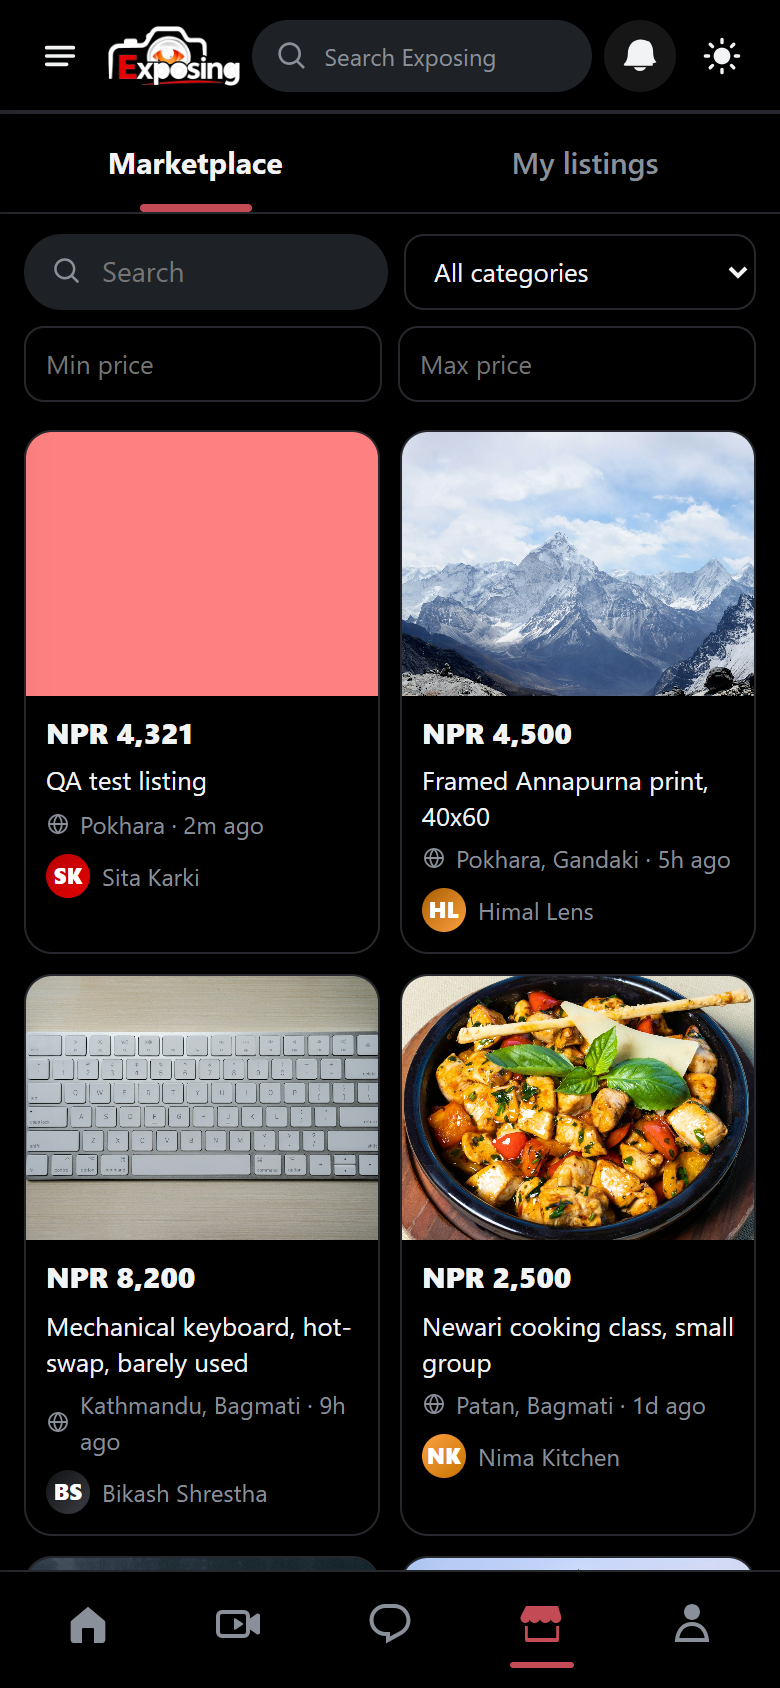 Exposing
Search Exposing
Marketplace
My listings
Search
All categories
Min price
Max price
NPR 4,321
QA test listing
Pokhara · 2m ago
SK
Sita Karki
NPR 4,500
Framed Annapurna print,
40x60
Pokhara, Gandaki · 5h ago
HL
Himal Lens
NPR 8,200
Mechanical keyboard, hot-
swap, barely used
Kathmandu, Bagmati · 9h
ago
BS
Bikash Shrestha
NPR 2,500
Newari cooking class, small
group
Patan, Bagmati · 1d ago
NK
Nima Kitchen